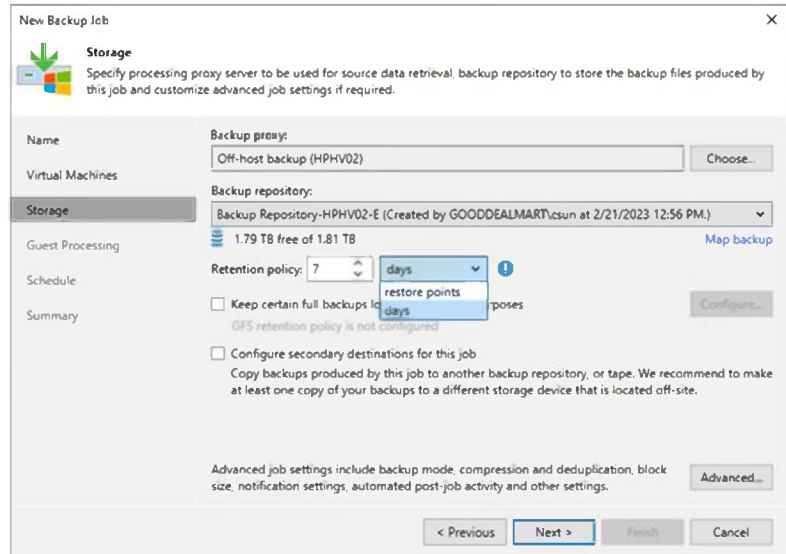 New Backup Job
Storage
Specify processing proxy server to be used for source data retrieval, backup repository to store the backup files produced by
this job and customize advanced job settings if required.
Name
Virtual Machines
Storage
Guest Processing
Schedule
Summary
Backup proxy:
Off-host backup (HPHV02)
Choose...
Backup repository:
Backup Repository-HPHV02-E (Created by GOODDEALMART\csun at 2/21/2023 12:56 PM.)
1.79 TB free of 1.81 TB
Map backup
Retention policy: 7 days
restore points
days
Keep certain full backups lo rposes
Configure...
GFS retention policy is not configured
Configure secondary destinations for this job
Copy backups produced by this job to another backup repository, or tape. We recommend to make
at least one copy of your backups to a different storage device that is located off-site.
Advanced job settings include backup mode, compression and deduplication, block
size, notification settings, automated post-job activity and other settings.
Advanced...
< Previous
Next >
Finish
Cancel